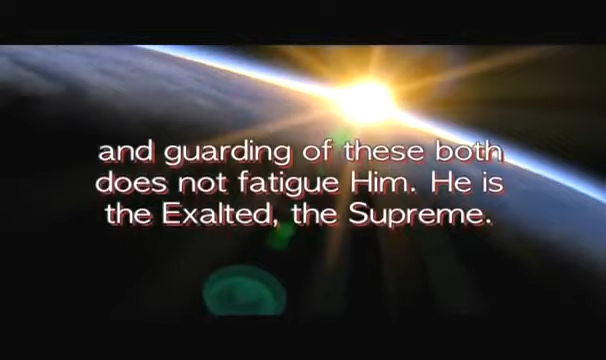 and guarding of these both
does not fatigue Him. He is
the Exalted, the Supreme.